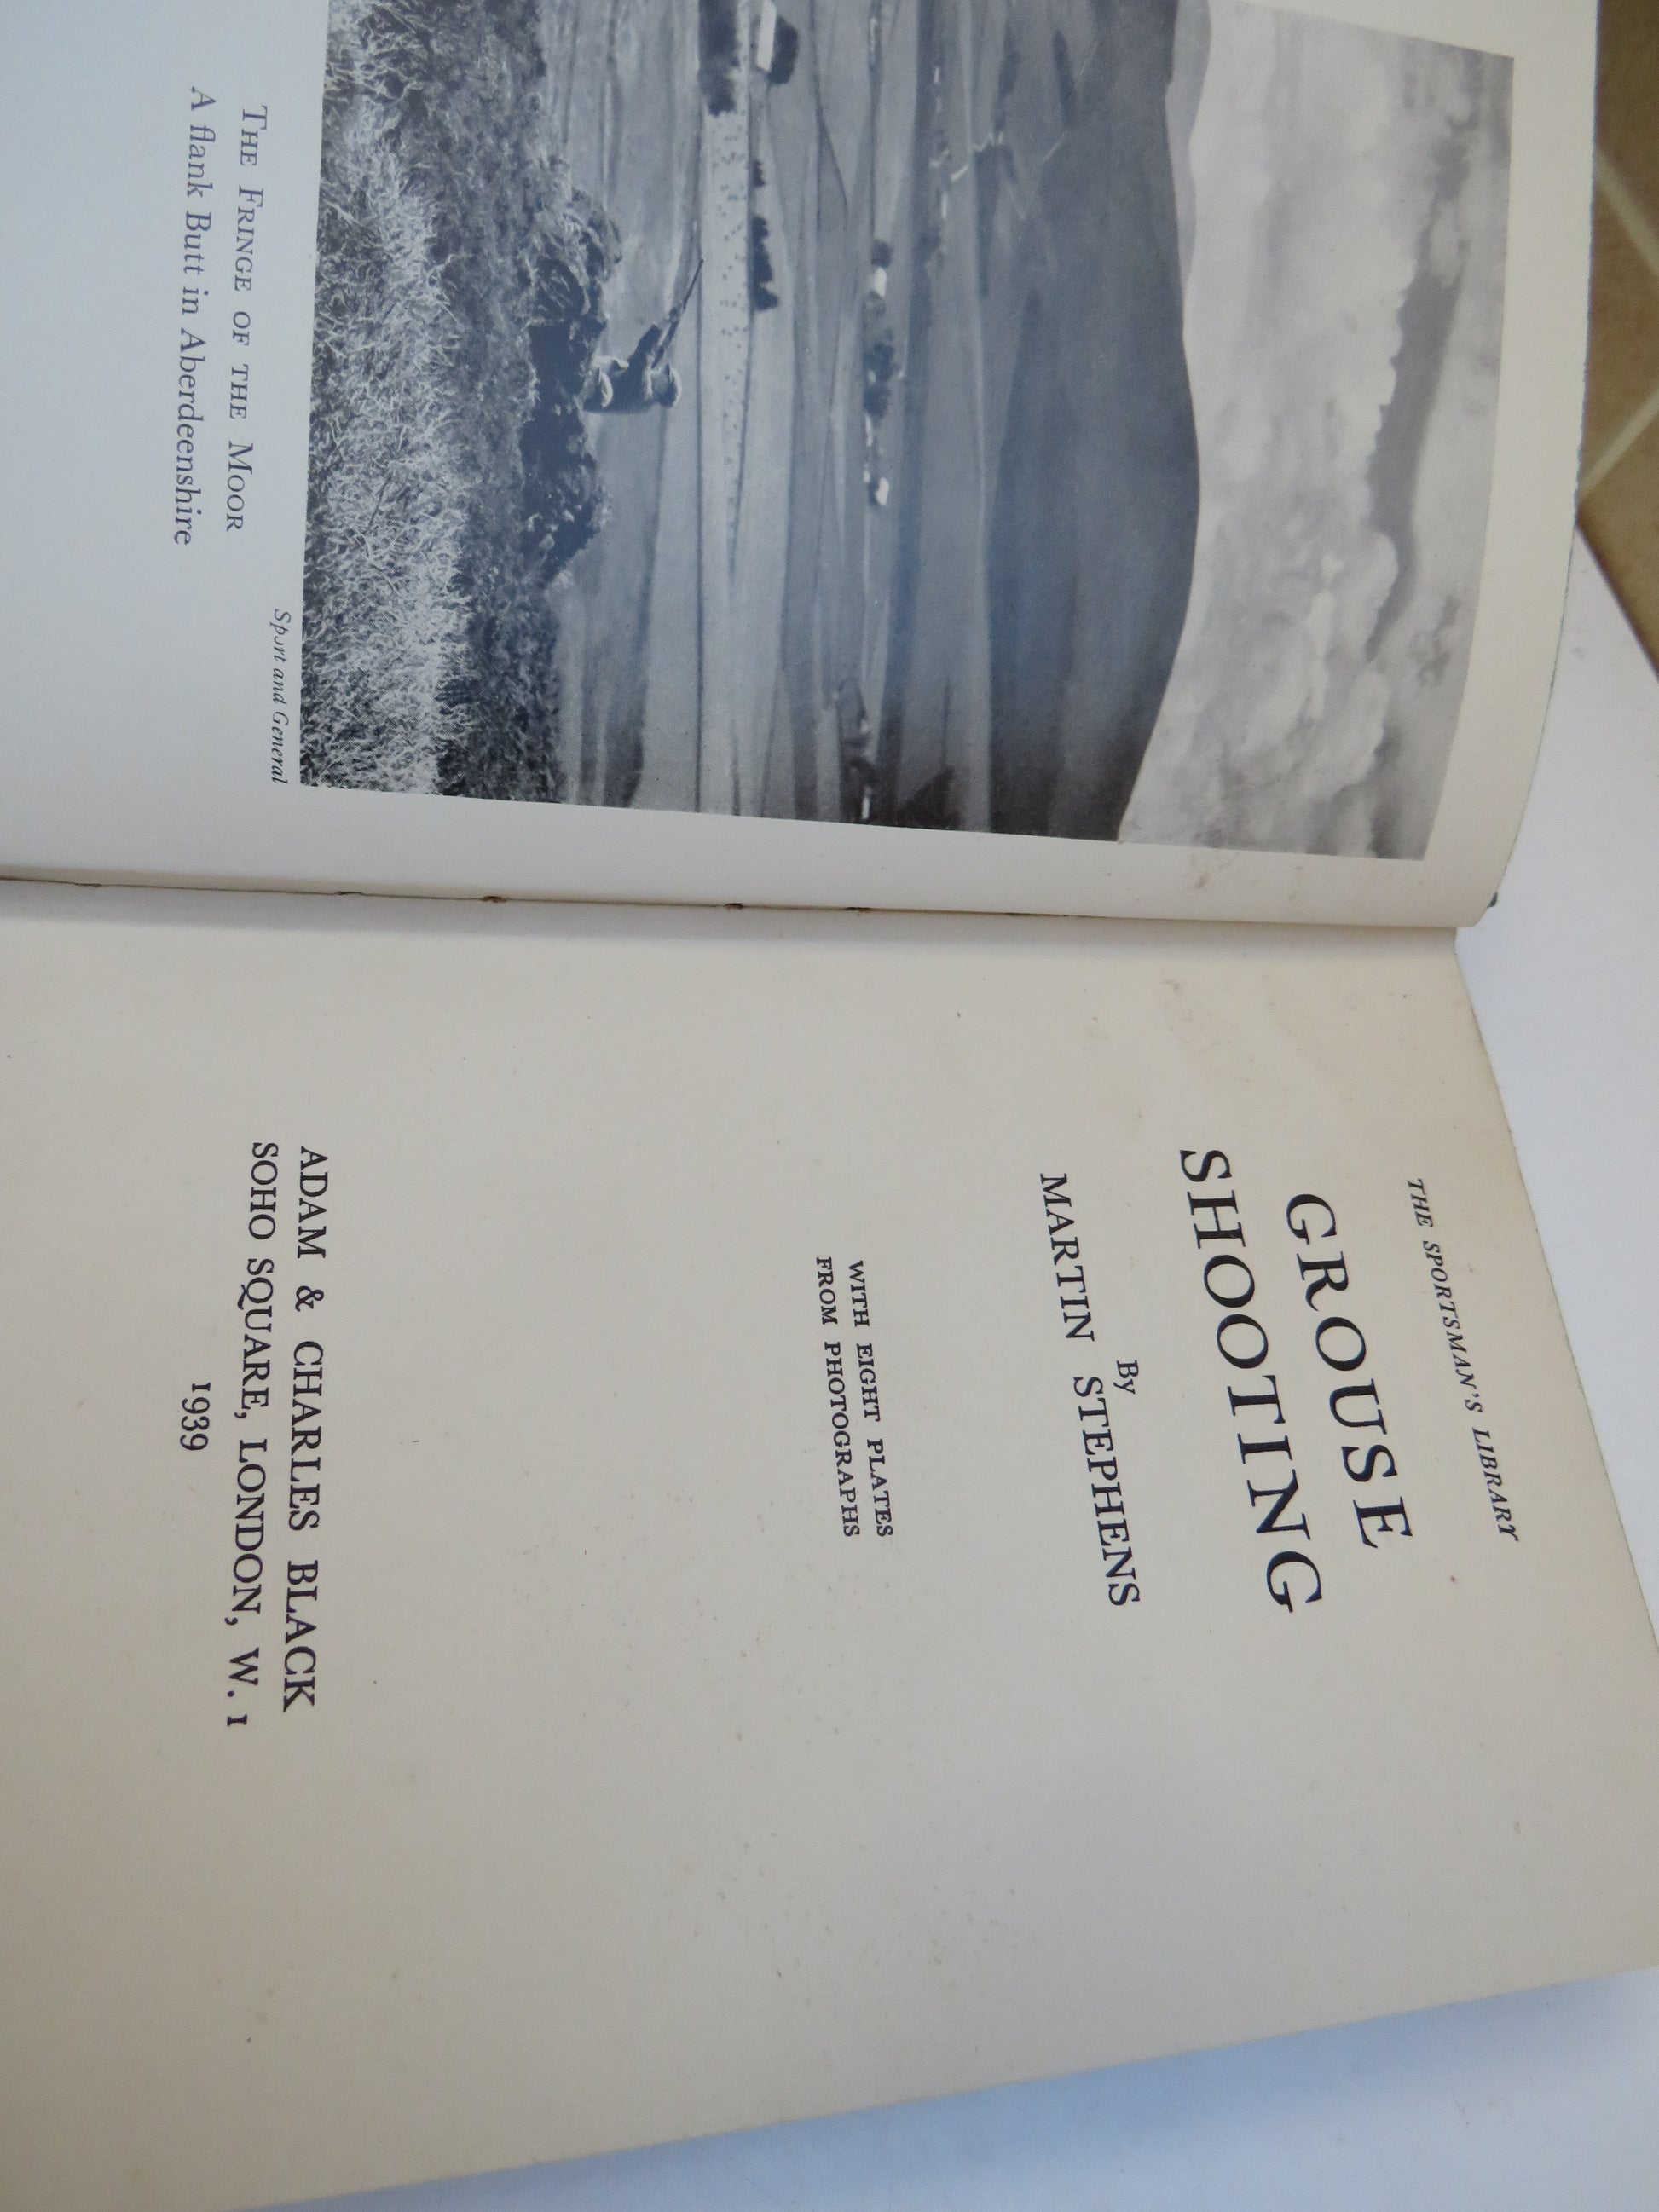 Sport and General
THE FRINGE OF THE MOOR
A flank Butt in Aberdeenshire
THE SPORTSMAN'S LIBRARY
GROUSE
SHOOTING
By
MARTIN STEPHENS
WITH EIGHT PLATES
FROM PHOTOGRAPHS
ADAM & CHARLES BLACK
SOHO SQUARE, LONDON, W. 1
1939